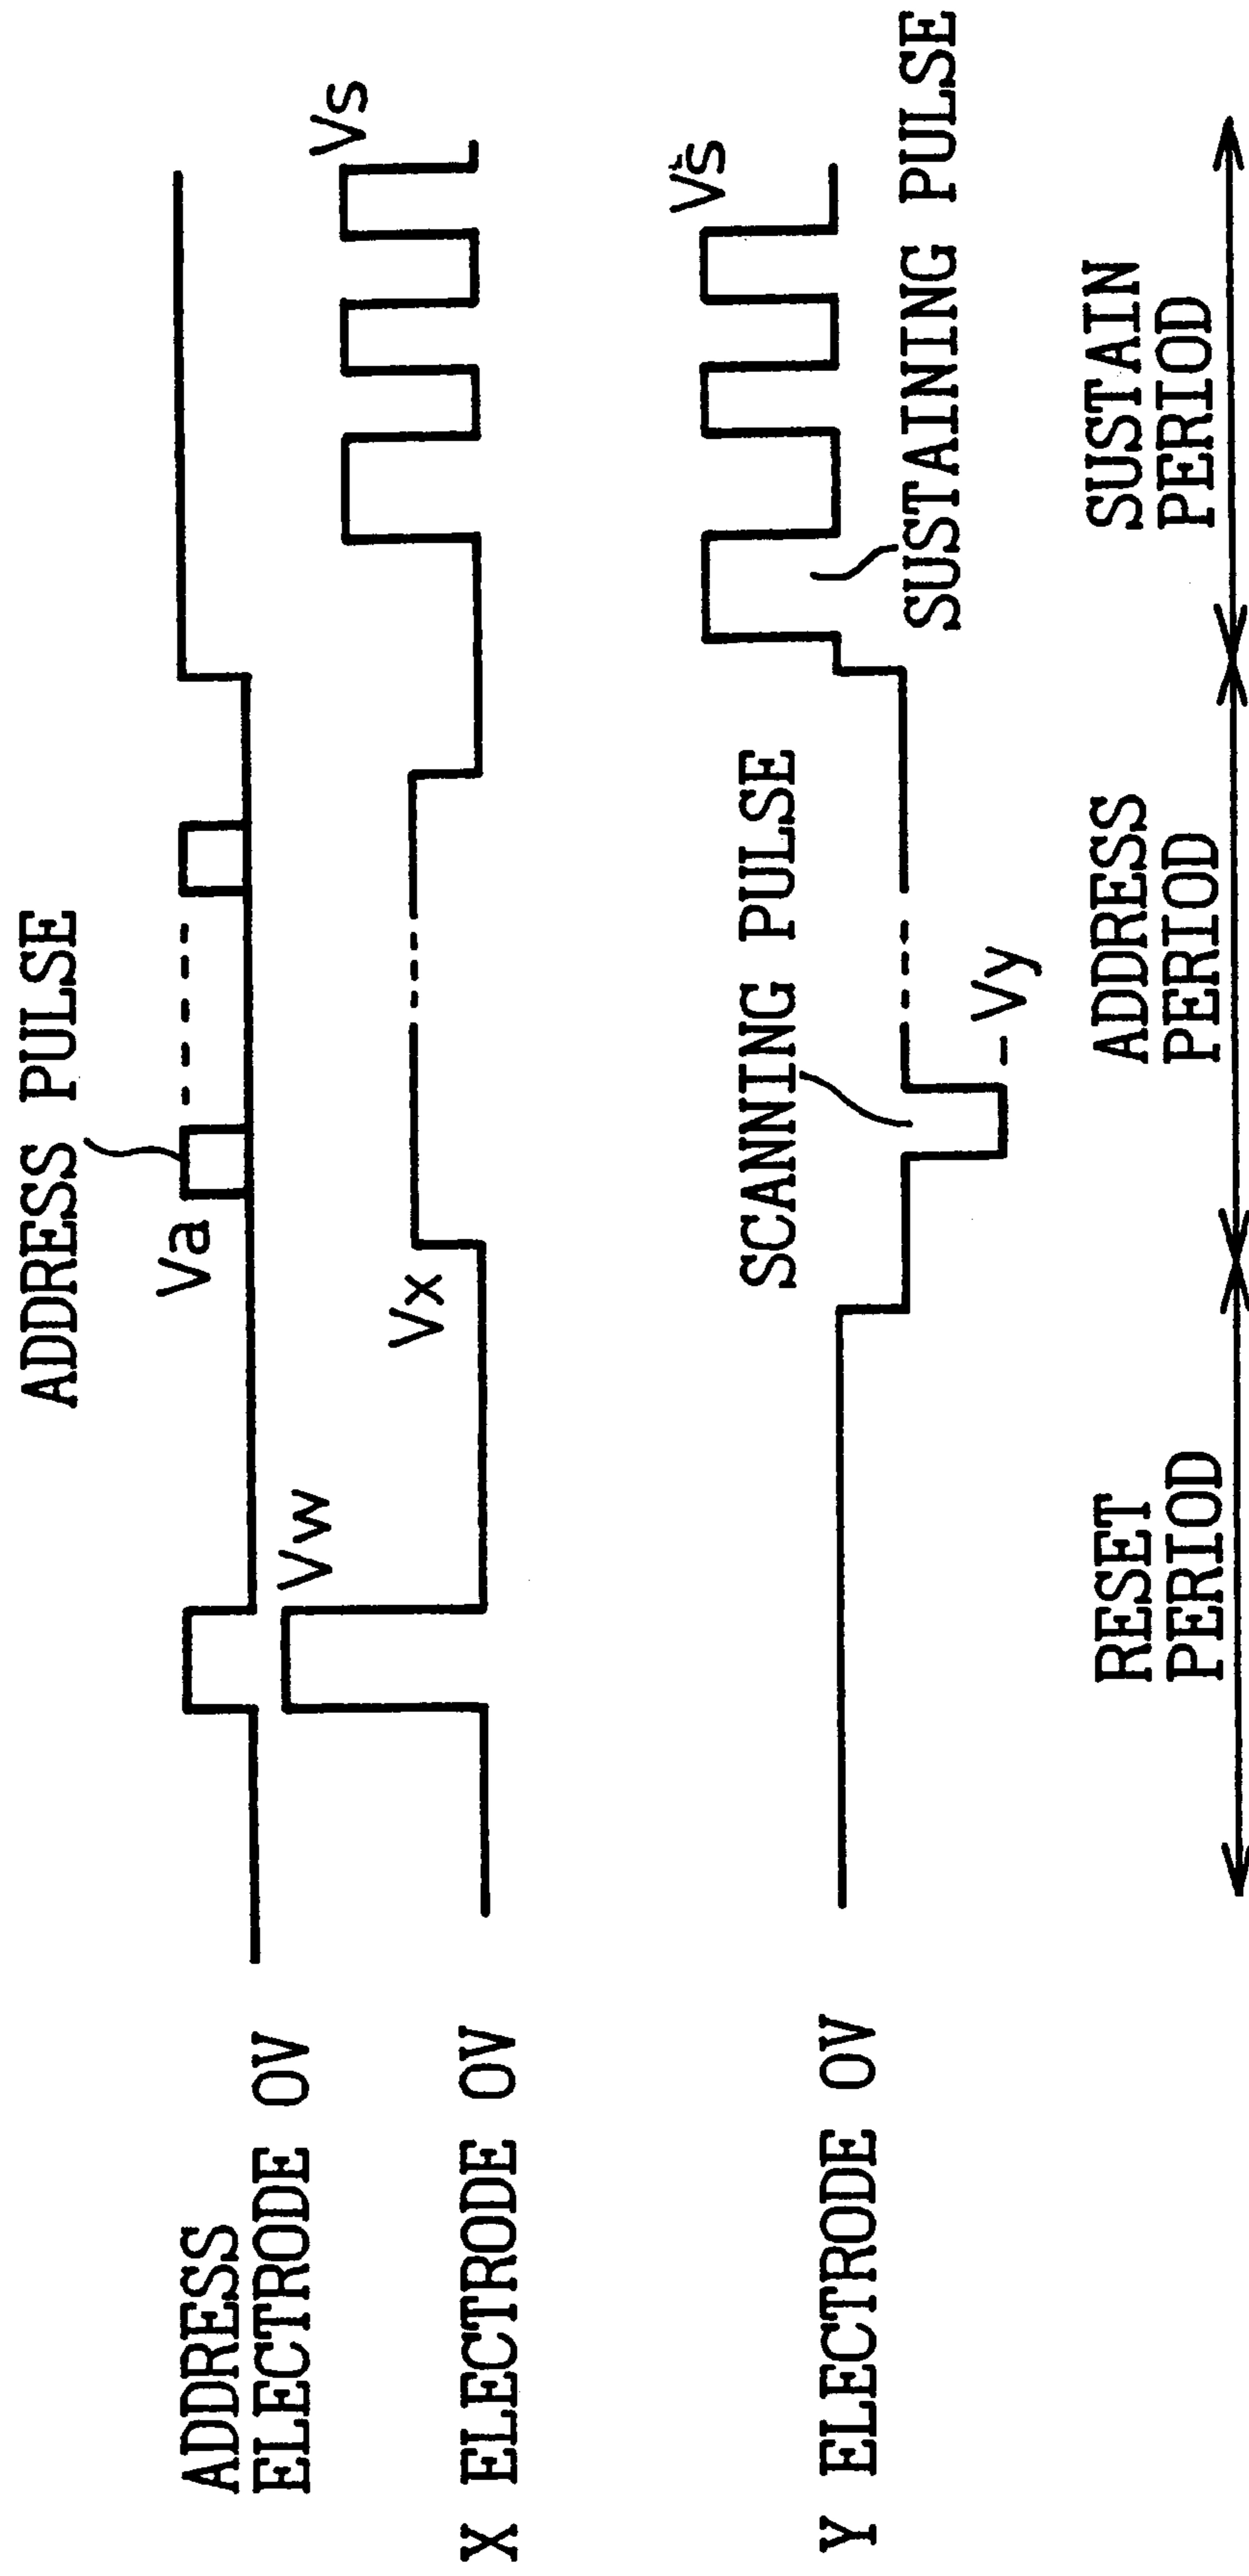 ADDRESS PULSE
Va
ADDRESS
ELECTRODE 0V
Vw
Vs
Vx
X ELECTRODE 0V
Vs
SCANNING PULSE
Y ELECTRODE 0V
SUSTAINING PULSE
Vy
RESET
PERIOD
ADDRESS
PERIOD
SUSTAIN
PERIOD